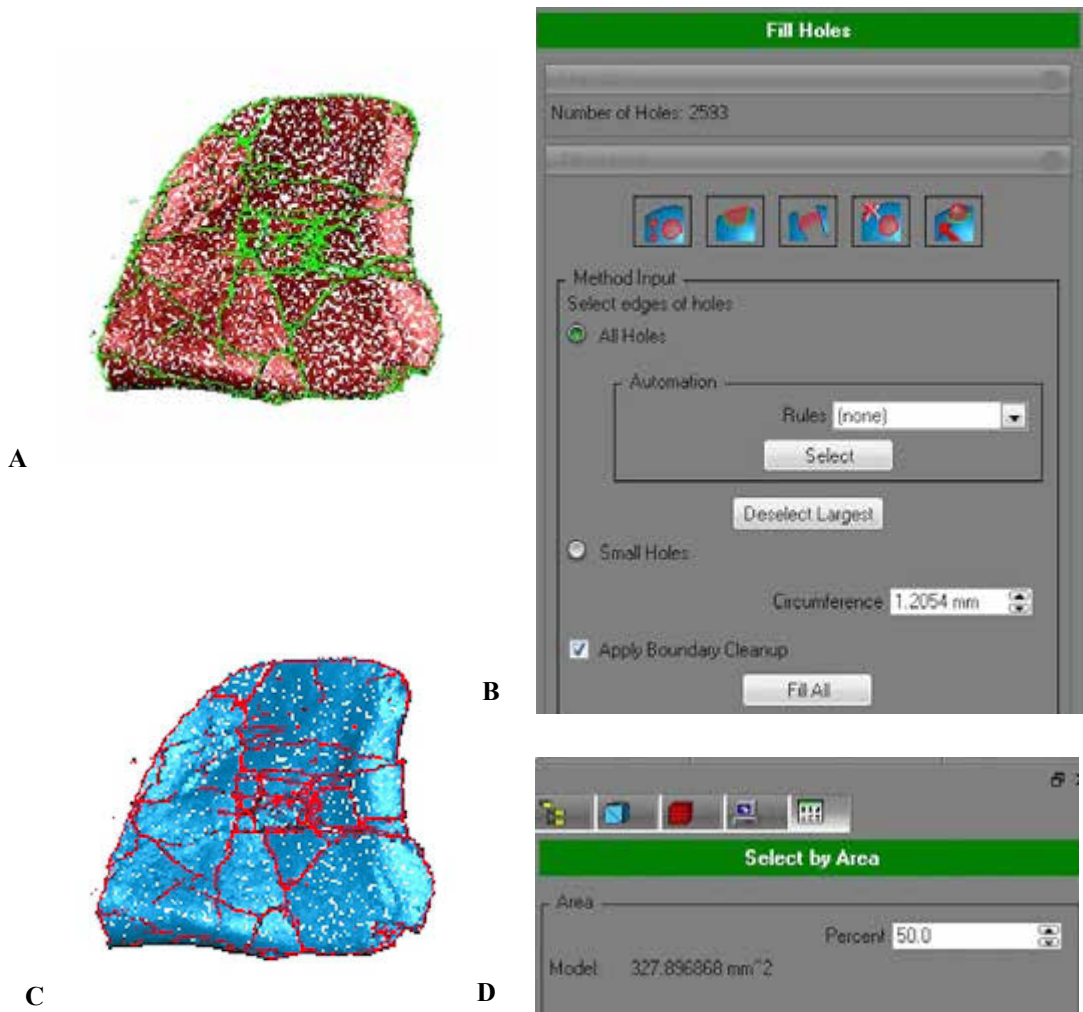 Fill Holes
Number of Holes: 2593
Method Input
Select edges of holes
All Holes
Automation
Rules (none)
Select
A
Deselect Largest
Small Holes
Circumference 1.2054 mm
Apply Boundary Cleanup
B
Fill All
Select by Area
Area
Percent 50.0
Model: 327.896868 mm^2
C
D